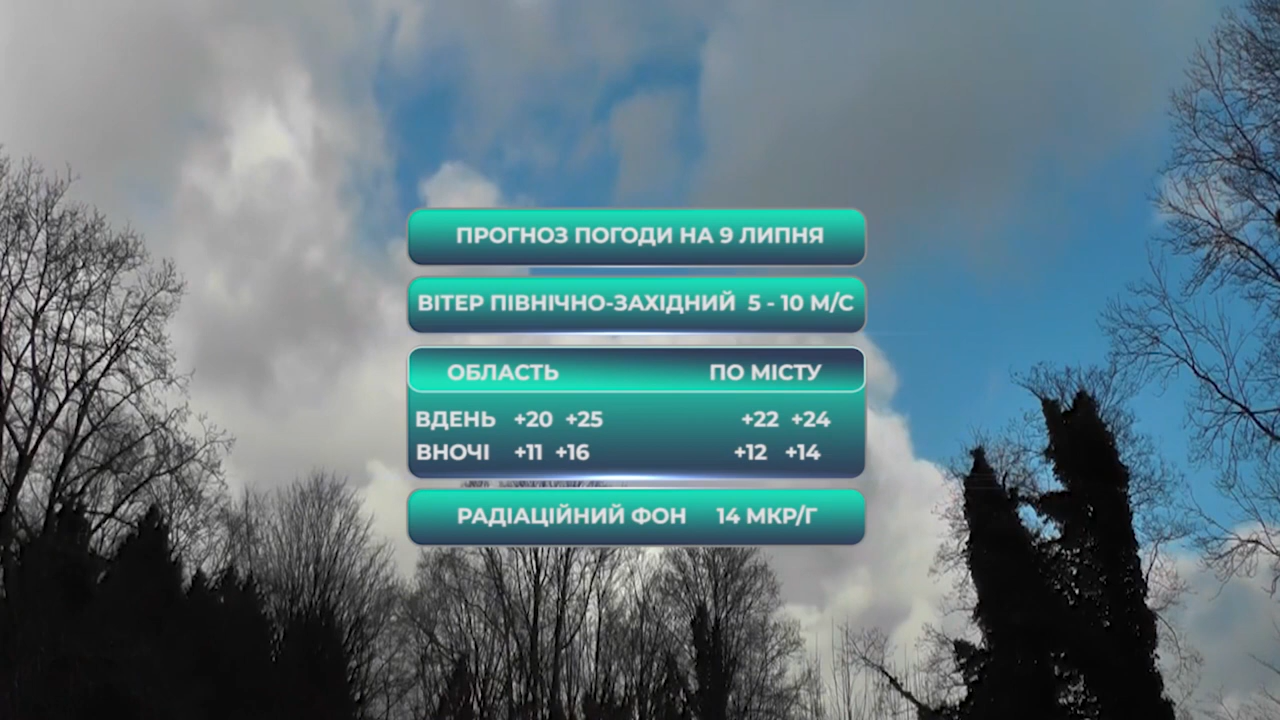 ПРОГНОЗ ПОГОДИ НА 9 ЛИПНЯ
ВІТЕР ПІВНІЧНО-ЗАХІДНИЙ 5 - 10 М/С
ОБЛАСТЬ ПО МІСТУ
ВДЕНЬ +20 +25 +22 +24
ВНОЧІ +11 +16 +12 +14
РАДІАЦІЙНИЙ ФОН 14 МКР/Г